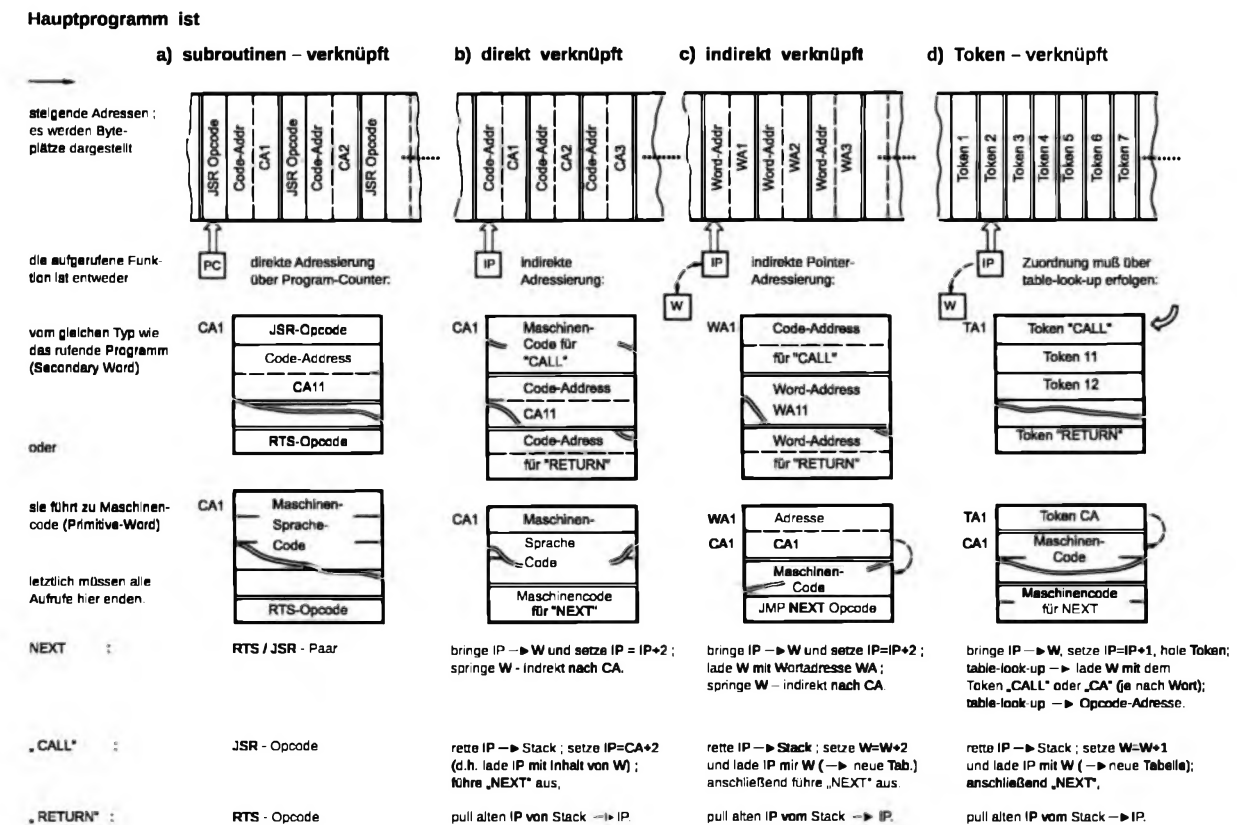 Hauptprogramm ist
a) subroutinen – verknüpft
b) direkt verknüpft
c) indirekt verknüpft
d) Token – verknüpft
steigende Adressen ;
es werden Byte-
plätze dargestellt
JSR Opcode
Code-Addr
CA1
JSR Opcode
Code-Addr
CA2
JSR Opcode
Code-Addr
CA1
Code-Addr
CA2
Code-Addr
CA3
Word-Addr
WA1
Word-Addr
WA2
Word-Addr
WA3
Token 1
Token 2
Token 3
Token 4
Token 5
Token 6
Token 7
die aufgerufene Funk-
tion ist entweder
PC
direkte Adressierung
über Program-Counter:
IP
indirekte
Adressierung:
IP
W
indirekte Pointer-
Adressierung:
IP
W
Zuordnung muß über
table-look-up erfolgen:
vom gleichen Typ wie
das rufende Programm
(Secondary Word)
CA1
JSR-Opcode
Code-Address
CA11
RTS-Opcode
CA1
Maschinen-
Code für
"CALL"
Code-Address
CA11
Code-Adress
für "RETURN"
WA1
Code-Address
für "CALL"
Word-Address
WA11
Word-Address
für "RETURN"
TA1
Token "CALL"
Token 11
Token 12
Token "RETURN"
oder
sie führt zu Maschinen-
code (Primitive-Word)
letztlich müssen alle
Aufrufe hier enden.
CA1
Maschinen-
Sprache-
Code
RTS-Opcode
CA1
Maschinen-
Sprache
Code
Maschinencode
für "NEXT"
WA1
Adresse
CA1
CA1
Maschinen-
Code
JMP NEXT Opcode
TA1
Token CA
CA1
Maschinen-
Code
Maschinencode
für NEXT
NEXT :
RTS / JSR - Paar
bringe IP –► W und setze IP = IP+2 ;
springe W - indrekt nach CA.
bringe IP –► W und setze IP=IP+2 ;
lade W mit Wortadresse WA ;
springe W – indirekt nach CA.
bringe IP –► W, setze IP=IP+1, hole Token;
table-look-up –► lade W mit dem
Token „CALL" oder „CA" (je nach Wort);
table-look-up –► Opcode-Adresse.
„CALL" :
JSR - Opcode
rette IP –► Stack ; setze IP=CA+2
(d.h. lade IP mit Inhalt von W) ;
führe „NEXT" aus,
rette IP –► Stack ; setze W=W+2
und lade IP mir W ( –► neue Tab.)
anschließend führe „NEXT" aus.
rette IP –► Stack ; setze W=W+1
und lade IP mit W ( –► neue Tabelle);
anschließend „NEXT",
„RETURN" :
RTS - Opcode
pull alten IP von Stack –► IP.
pull alten IP vom Stack –► IP.
pull alten IP vom Stack –► IP.